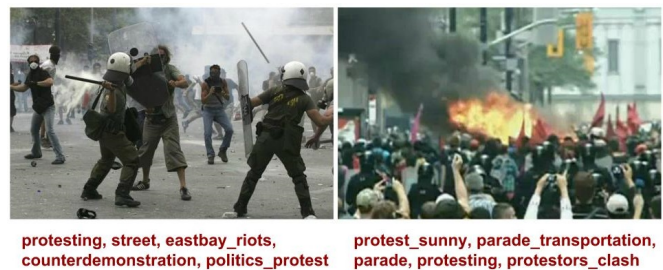 protesting, street, eastbay_riots,
counterdemonstration, politics_protest
protest_sunny, parade_transportation,
parade, protesting, protestors_clash